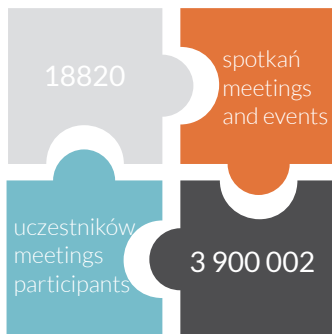 18820
spotkań
meetings
and events
uczestników
meetings
participants
3 900 002